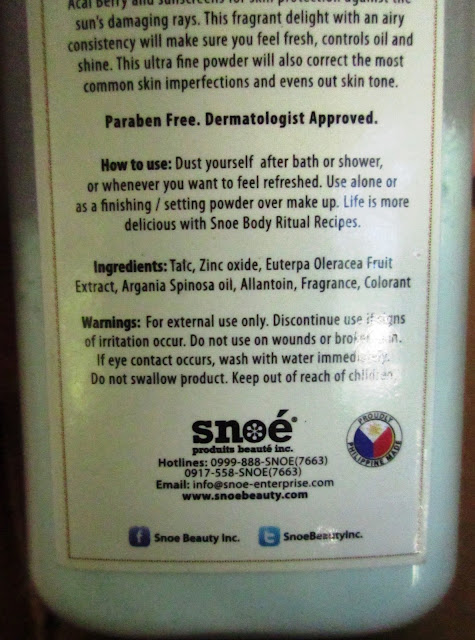 Acai Berry and sunscreens for skin protection against the
sun's damaging rays. This fragrant delight with an airy
consistency will make sure you feel fresh, controls oil and
shine. This ultra fine powder will also correct the most
common skin imperfections and evens out skin tone.
Paraben Free. Dermatologist Approved.
How to use: Dust yourself after bath or shower,
or whenever you want to feel refreshed. Use alone or
as a finishing / setting powder over make up. Life is more
delicious with Snoe Body Ritual Recipes.
Ingredients: Talc, Zinc oxide, Euterpa Oleracea Fruit
Extract, Argania Spinosa oil, Allantoin, Fragrance, Colorant
Warnings: For external use only. Discontinue use if signs
of irritation occur. Do not use on wounds or broken skin.
If eye contact occurs, wash with water immediately.
Do not swallow product. Keep out of reach of children.
snoé®
produits beauté inc.
Hotlines: 0999-888-SNOE(7663)
0917-558-SNOE(7663)
Email: info@snoe-enterprise.com
www.snoebeauty.com
PROUDLY
PHILIPPINE MADE
f Snoe Beauty Inc. t SnoeBeautyInc.